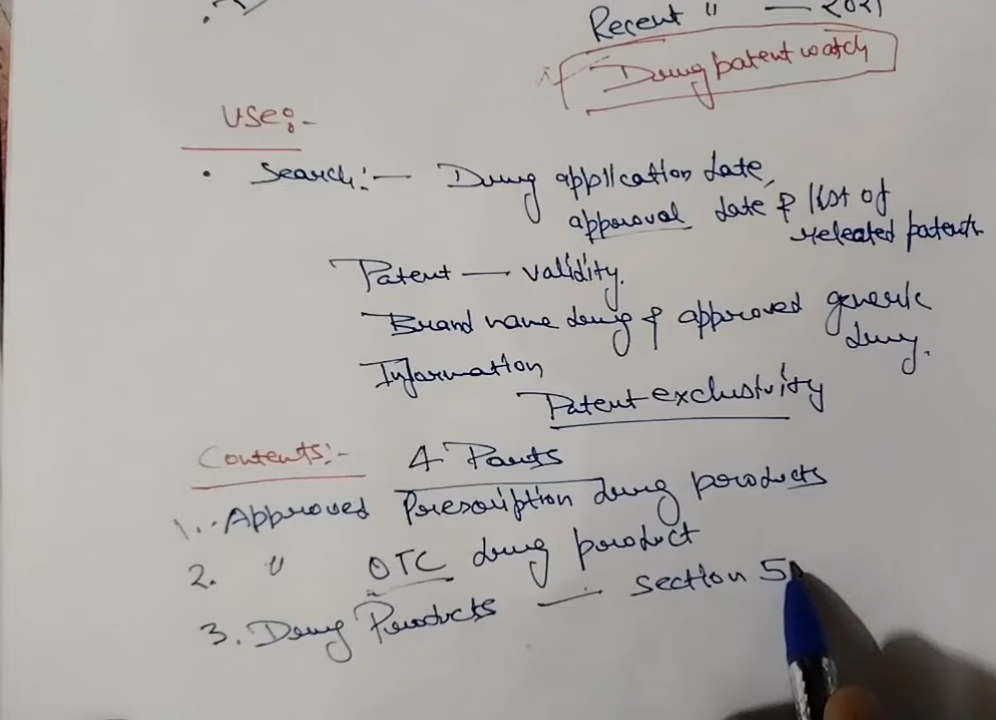 Recent " — 2021
Drug patent watch
Use:-
• Search:— Drug application date,
approval date & list of
releated patents
Patent — validity.
Brand name drug & approved generic
drug.
Information
Patent exclusivity
Contents:- 4 Parts
1. Approved Prescription drug products
2. " OTC drug product
3. Drug Products — section 5